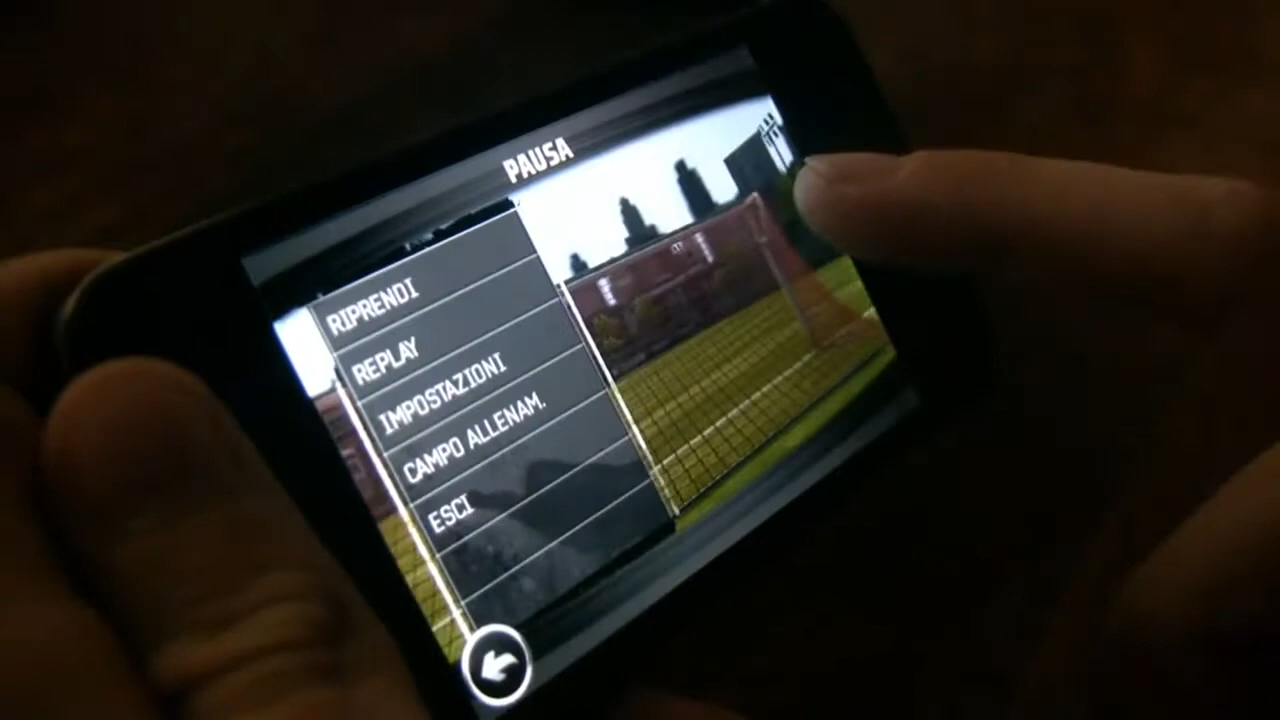 PAUSA
RIPRENDI
REPLAY
IMPOSTAZIONI
CAMPO ALLENAM.
ESCI